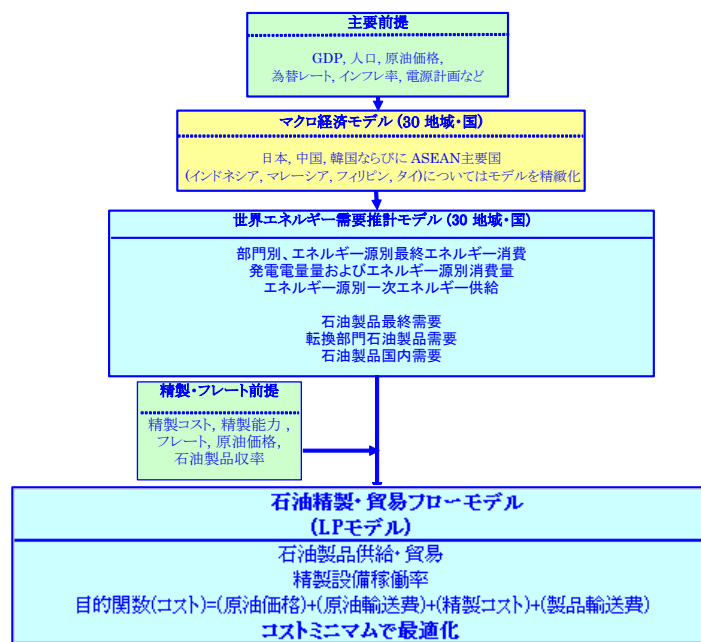 主要前提
GDP, 人口, 原油価格,
為替レート, インフレ率, 電源計画など
マクロ経済モデル (30 地域・国)
日本, 中国, 韓国ならびに ASEAN主要国
(インドネシア, マレーシア, フィリピン, タイ)についてはモデルを精緻化
世界エネルギー需要推計モデル (30 地域・国)
部門別、エネルギー源別最終エネルギー消費
発電電量量およびエネルギー源別消費量
エネルギー源別一次エネルギー供給
石油製品最終需要
転換部門石油製品需要
石油製品国内需要
精製・フレート前提
精製コスト, 精製能力 ,
フレート, 原油価格,
石油製品収率
石油精製・貿易フローモデル
(LPモデル)
石油製品供給・貿易
精製設備稼働率
目的関数(コスト)=(原油価格)+(原油輸送費)+(精製コスト)+(製品輸送費)
コストミニマムで最適化